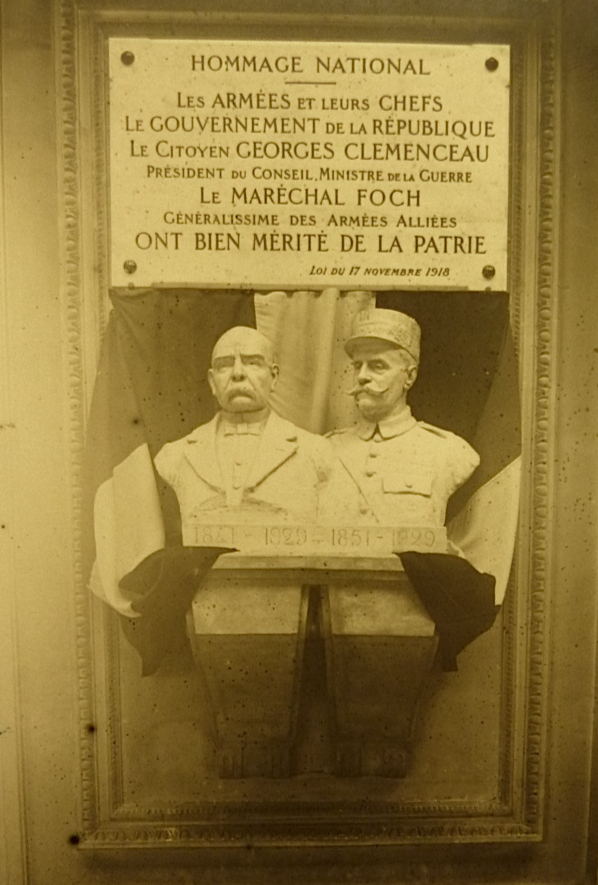 HOMMAGE NATIONAL
LES ARMÉES ET LEURS CHEFS
LE GOUVERNEMENT DE LA RÉPUBLIQUE
LE CITOYEN GEORGES CLEMENCEAU
PRÉSIDENT DU CONSEIL, MINISTRE DE LA GUERRE
LE MARÉCHAL FOCH
GÉNÉRALISSIME DES ARMÉES ALLIÉES
ONT BIEN MÉRITÉ DE LA PATRIE
LOI DU 17 NOVEMBRE 1918
1841 - 1929 - 1851 - 1929